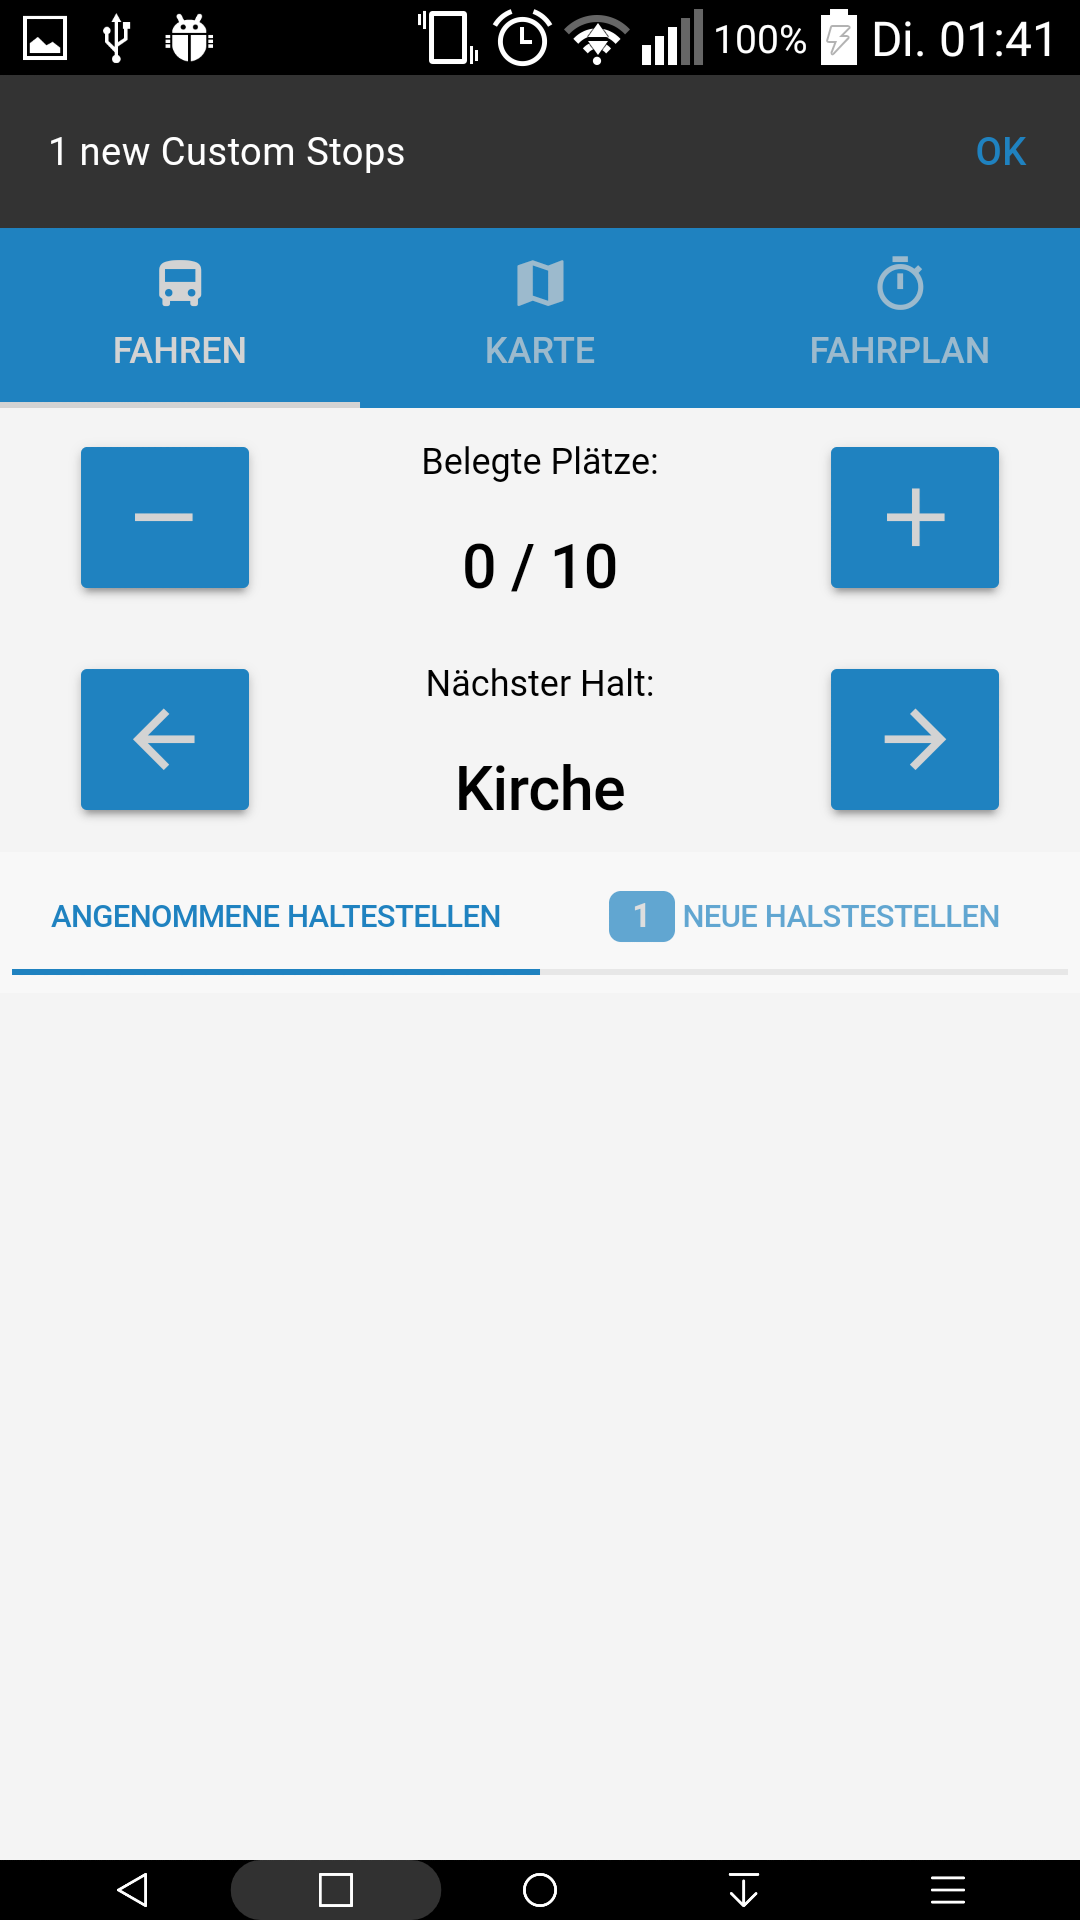 100% Di. 01:41
1 new Custom Stops OK
FAHREN KARTE FAHRPLAN
Belegte Plätze:
0 / 10
Nächster Halt:
Kirche
ANGENOMMENE HALTESTELLEN 1 NEUE HALSTESTELLEN